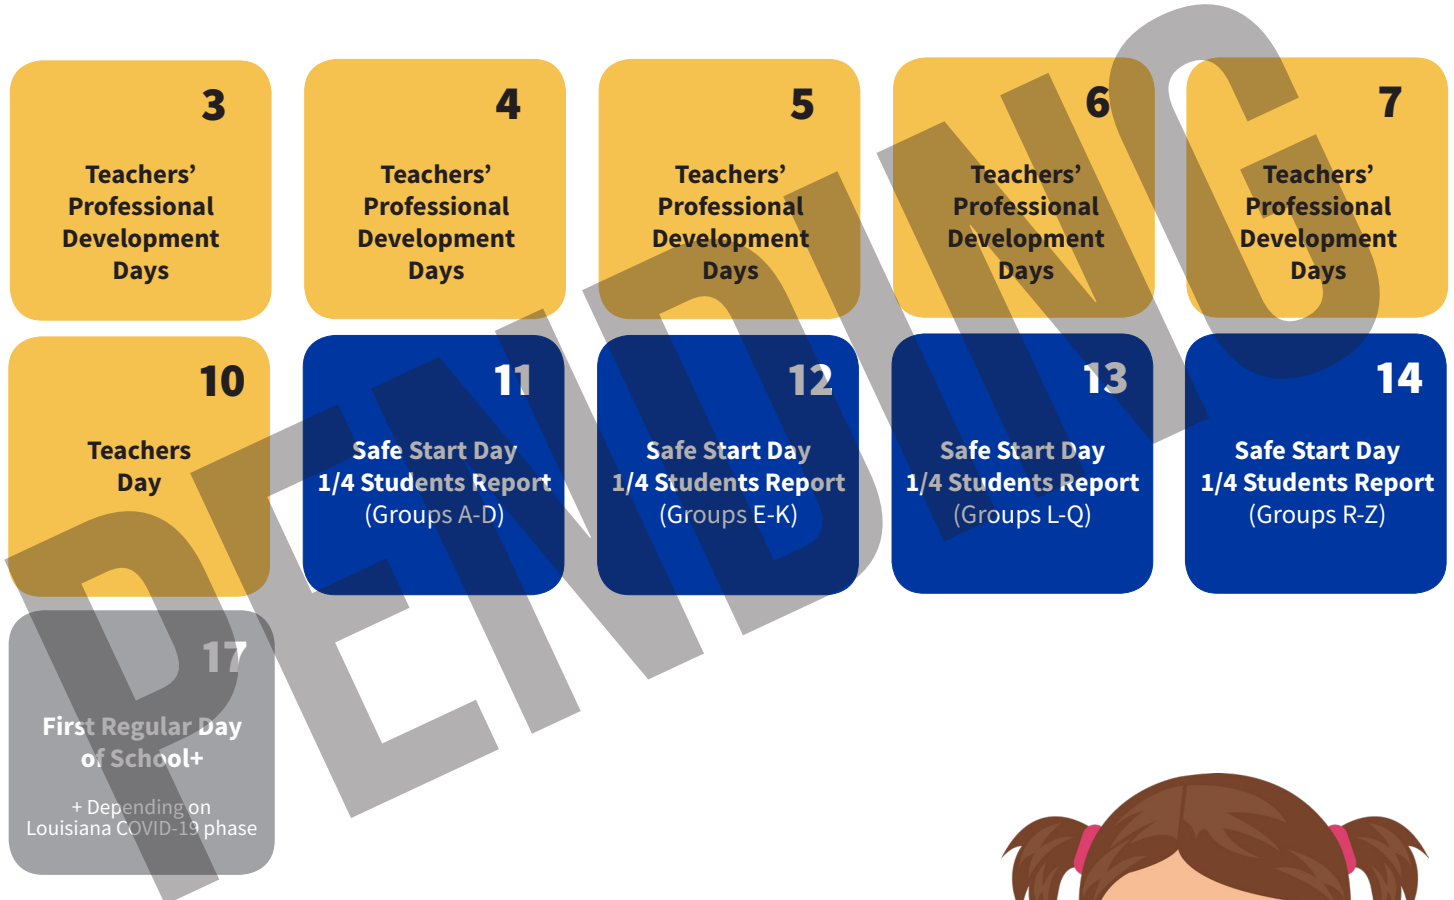 3
Teachers’
Professional
Development
Days
4
Teachers’
Professional
Development
Days
5
Teachers’
Professional
Development
Days
6
Teachers’
Professional
Development
Days
7
Teachers’
Professional
Development
Days
10
Teachers
Day
11
Safe Start Day
1/4 Students Report
(Groups A-D)
12
Safe Start Day
1/4 Students Report
(Groups E-K)
13
Safe Start Day
1/4 Students Report
(Groups L-Q)
14
Safe Start Day
1/4 Students Report
(Groups R-Z)
17
First Regular Day
of School+
+ Depending on
Louisiana COVID-19 phase
PENDING